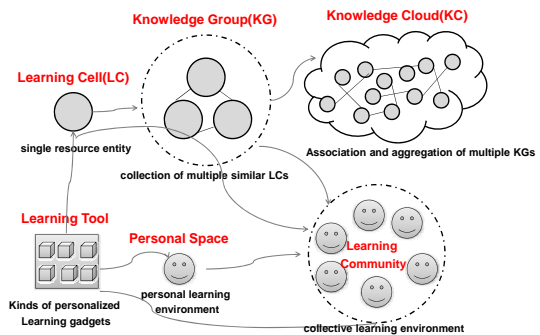 Knowledge Group(KG)
Knowledge Cloud(KC)
Learning Cell(LC)
single resource entity
collection of multiple similar LCs
Association and aggregation of multiple KGs
Learning Tool
Personal Space
Learning
Community
Kinds of personalized
Learning gadgets
personal learning
environment
collective learning environment